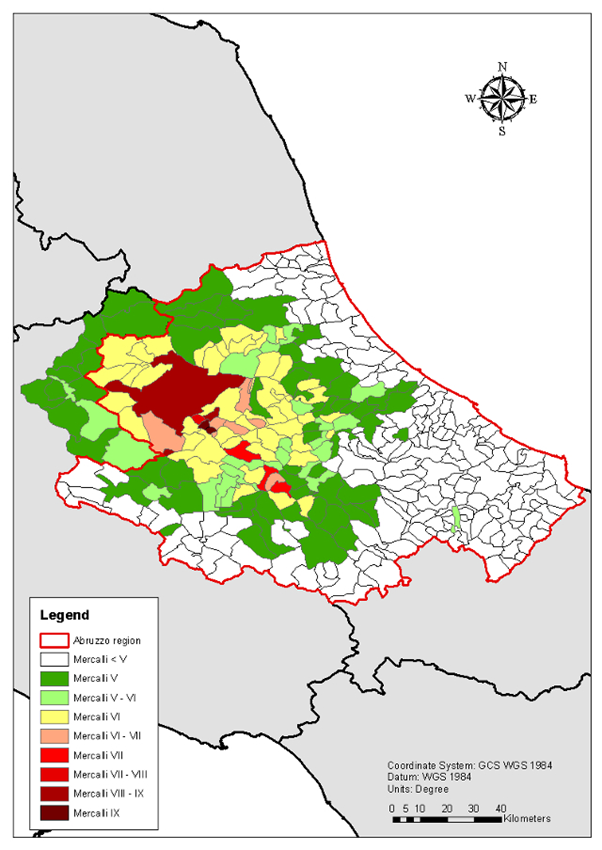 N
W E
S
Legend
Abruzzo region
Mercalli < V
Mercalli V
Mercalli V - VI
Mercalli VI
Mercalli VI - VII
Mercalli VII
Mercalli VII - VIII
Mercalli VIII - IX
Mercalli IX
Coordinate System: GCS WGS 1984
Datum: WGS 1984
Units: Degree
0 5 10 20 30 40
Kilometers